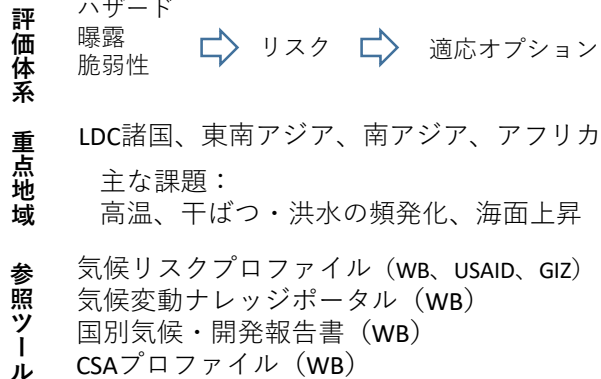 評価体系
ハザード
曝露
脆弱性
リスク
適応オプション
重点地域
LDC諸国、東南アジア、南アジア、アフリカ
主な課題：
高温、干ばつ・洪水の頻発化、海面上昇
参照ツール
気候リスクプロファイル（WB、USAID、GIZ）
気候変動ナレッジポータル（WB）
国別気候・開発報告書（WB）
CSAプロファイル（WB）